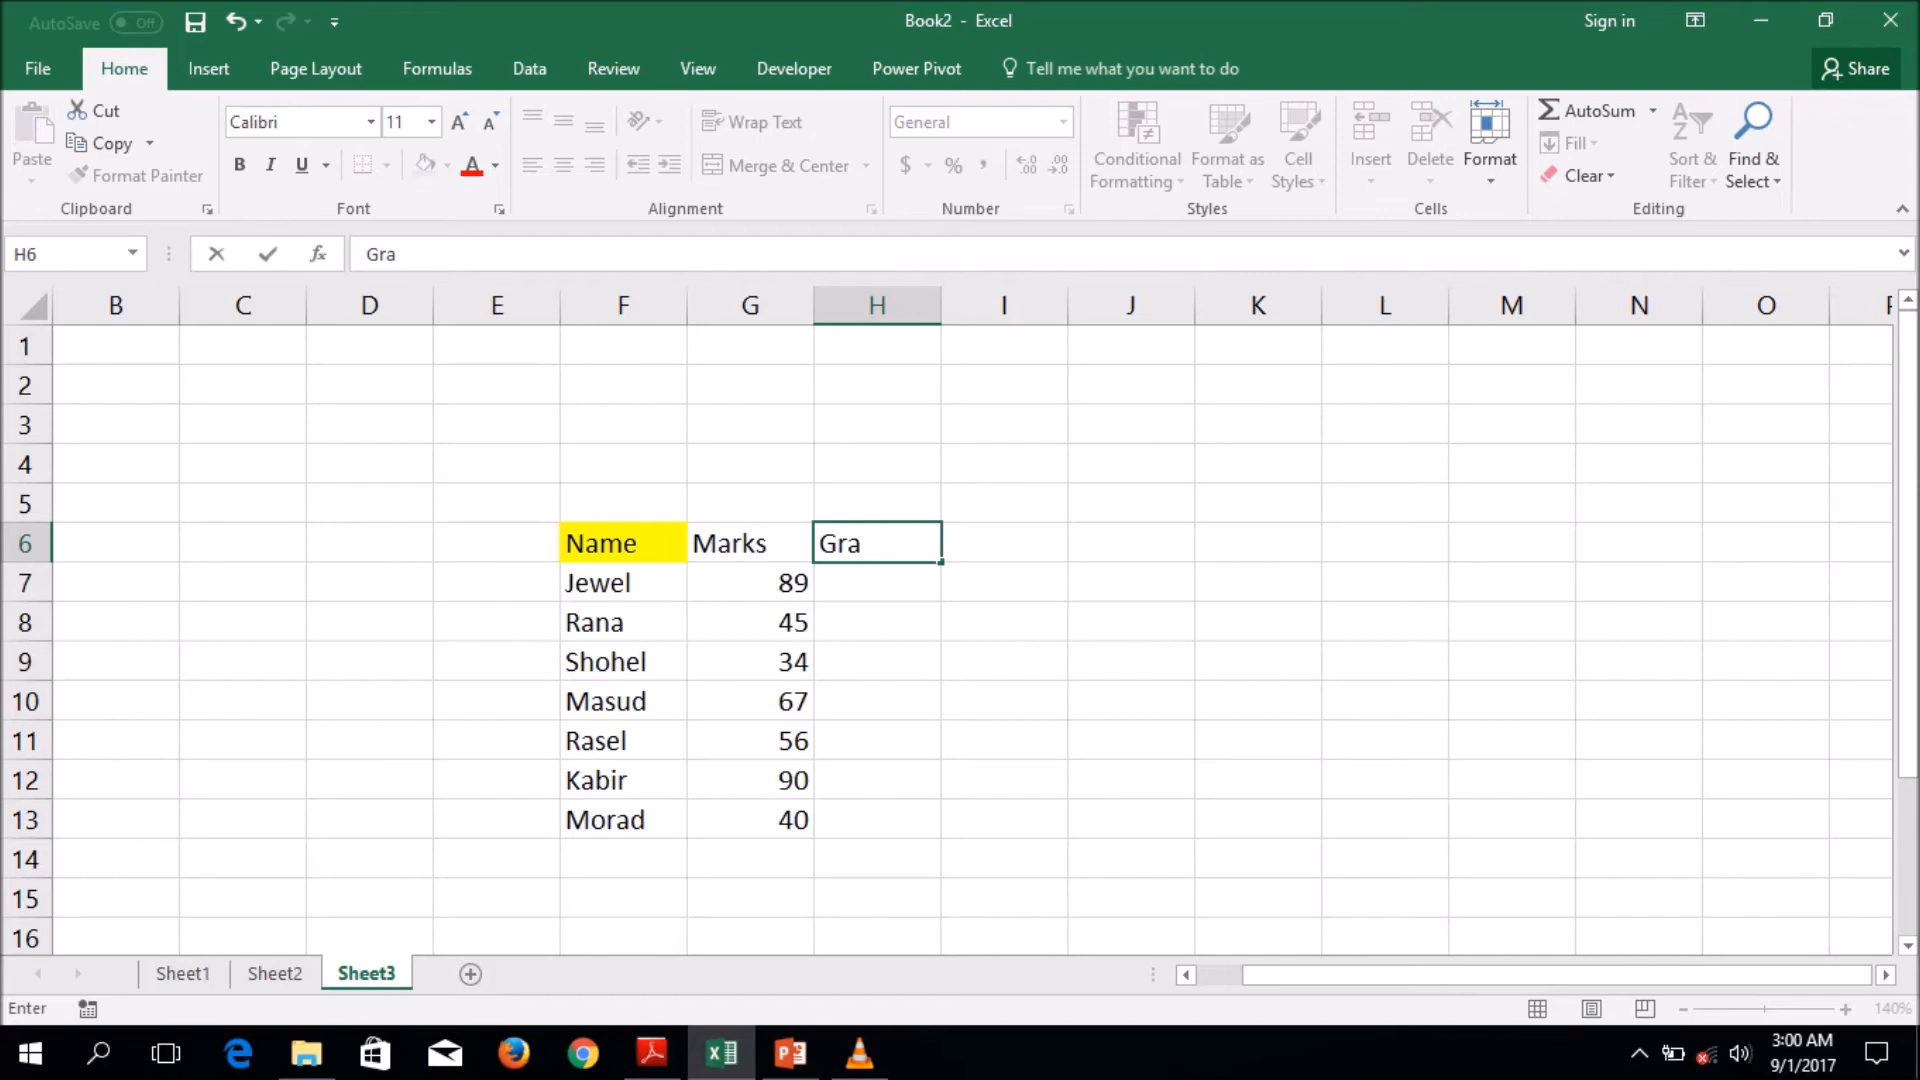 AutoSave Off
Book2 - Excel
Sign in
File Home Insert Page Layout Formulas Data Review View Developer Power Pivot Tell me what you want to do Share
Paste
Cut
Copy
Format Painter
Clipboard
Calibri 11
B I U A
Font
Wrap Text
Merge & Center
Alignment
General
$ % ,
Number
Conditional Formatting
Format as Table
Cell Styles
Styles
Insert Delete Format
Cells
AutoSum
Fill
Clear
Sort & Filter
Find & Select
Editing
H6 fx Gra
B C D E F G H I J K L M N O
1
2
3
4
5
6 Name Marks Gra
7 Jewel 89
8 Rana 45
9 Shohel 34
10 Masud 67
11 Rasel 56
12 Kabir 90
13 Morad 40
14
15
16
Sheet1 Sheet2 Sheet3
Enter 140%
3:00 AM
9/1/2017